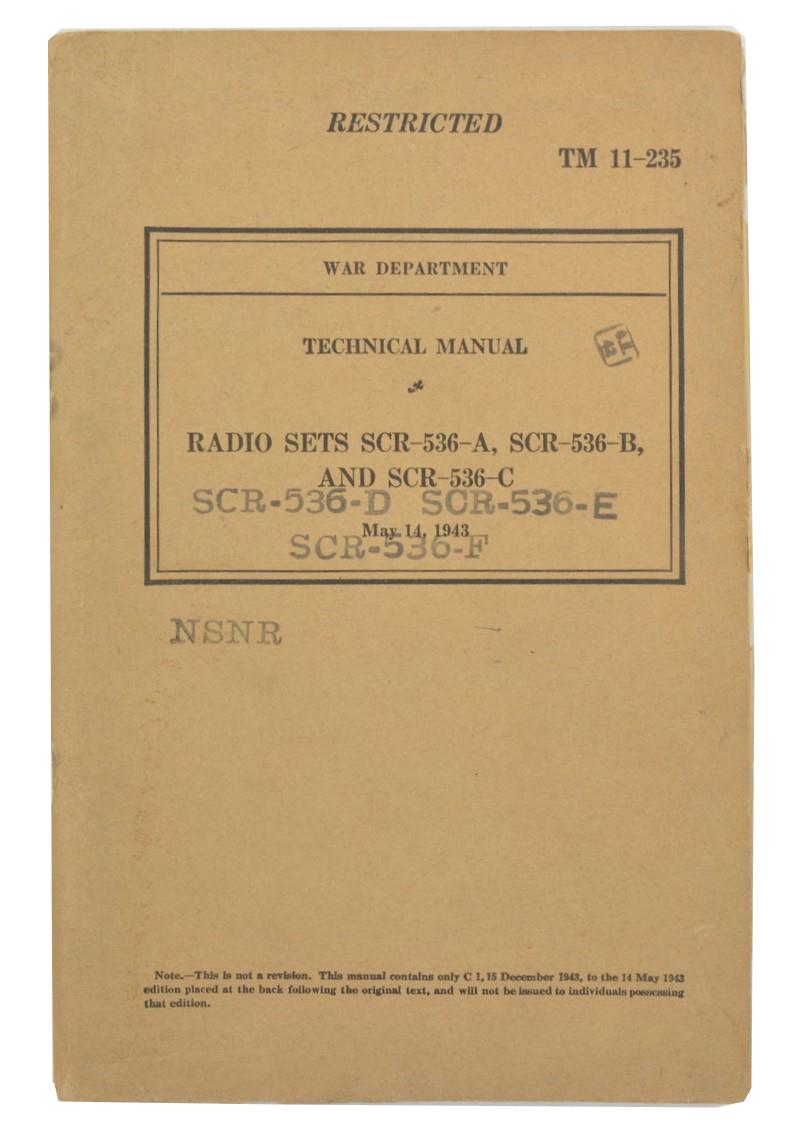 RESTRICTED
TM 11–235
WAR DEPARTMENT
TECHNICAL MANUAL
RADIO SETS SCR–536–A, SCR–536–B,
AND SCR–536–C
SCR-536-D SCR-536-E
May 14, 1943
SCR-536-F
NSNR
Note.—This is not a revision. This manual contains only C 1, 15 December 1943, to the 14 May 1943
edition placed at the back following the original text, and will not be issued to individuals possessing
that edition.